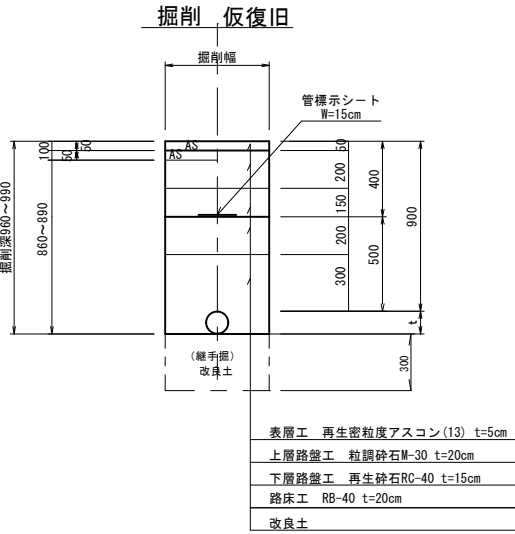 掘削 仮復旧
掘削幅
管標示シート
W=15cm
AS
AS
100
50
50
掘削深960～990
860～890
50
200
150
200
300
400
500
900
t
300
(継手掘)
改良土
表層工 再生密粒度アスコン(13) t=5cm
上層路盤工 粒調砕石M-30 t=20cm
下層路盤工 再生砕石RC-40 t=15cm
路床工 RB-40 t=20cm
改良土